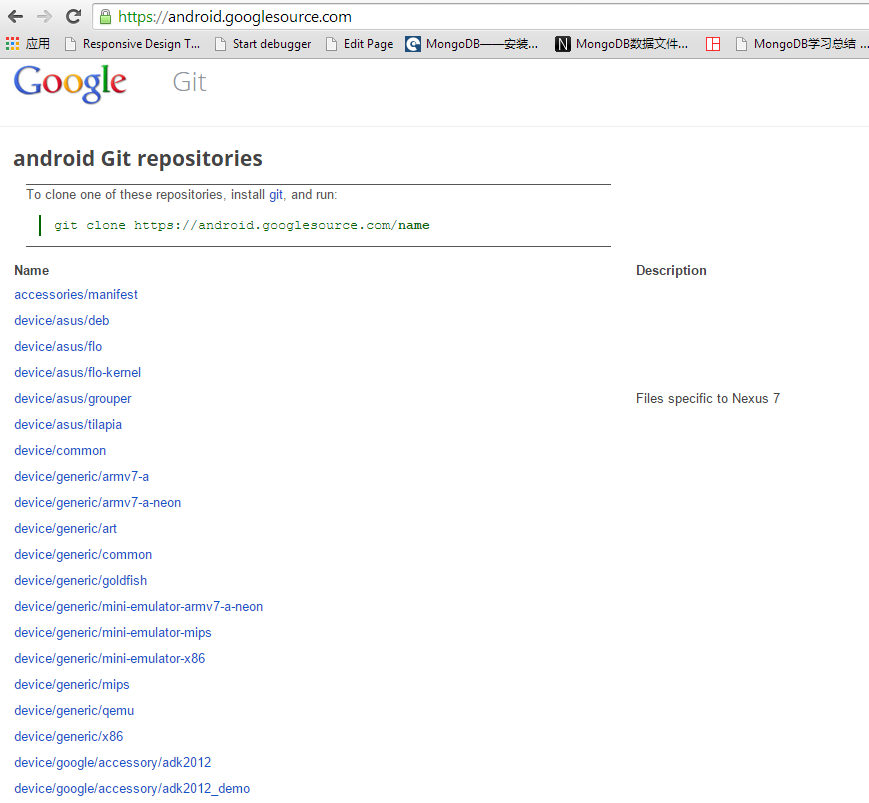 https://android.googlesource.com
应用 Responsive Design T... Start debugger Edit Page MongoDB——安装... N MongoDB数据文件... MongoDB学习总结 ...
Google Git
android Git repositories
To clone one of these repositories, install git, and run:
git clone https://android.googlesource.com/name
Name Description
accessories/manifest
device/asus/deb
device/asus/flo
device/asus/flo-kernel
device/asus/grouper Files specific to Nexus 7
device/asus/tilapia
device/common
device/generic/armv7-a
device/generic/armv7-a-neon
device/generic/art
device/generic/common
device/generic/goldfish
device/generic/mini-emulator-armv7-a-neon
device/generic/mini-emulator-mips
device/generic/mini-emulator-x86
device/generic/mips
device/generic/qemu
device/generic/x86
device/google/accessory/adk2012
device/google/accessory/adk2012_demo